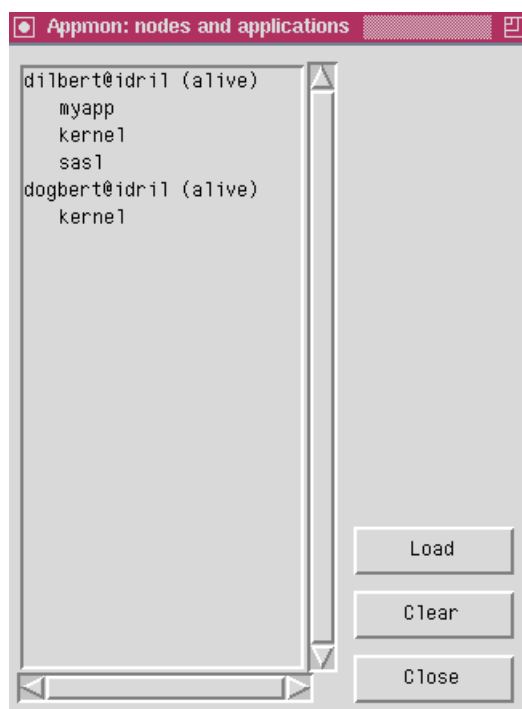 Appmon: nodes and applications
dilbert@idril (alive)
myapp
kernel
sasl
dogbert@idril (alive)
kernel
Load
Clear
Close